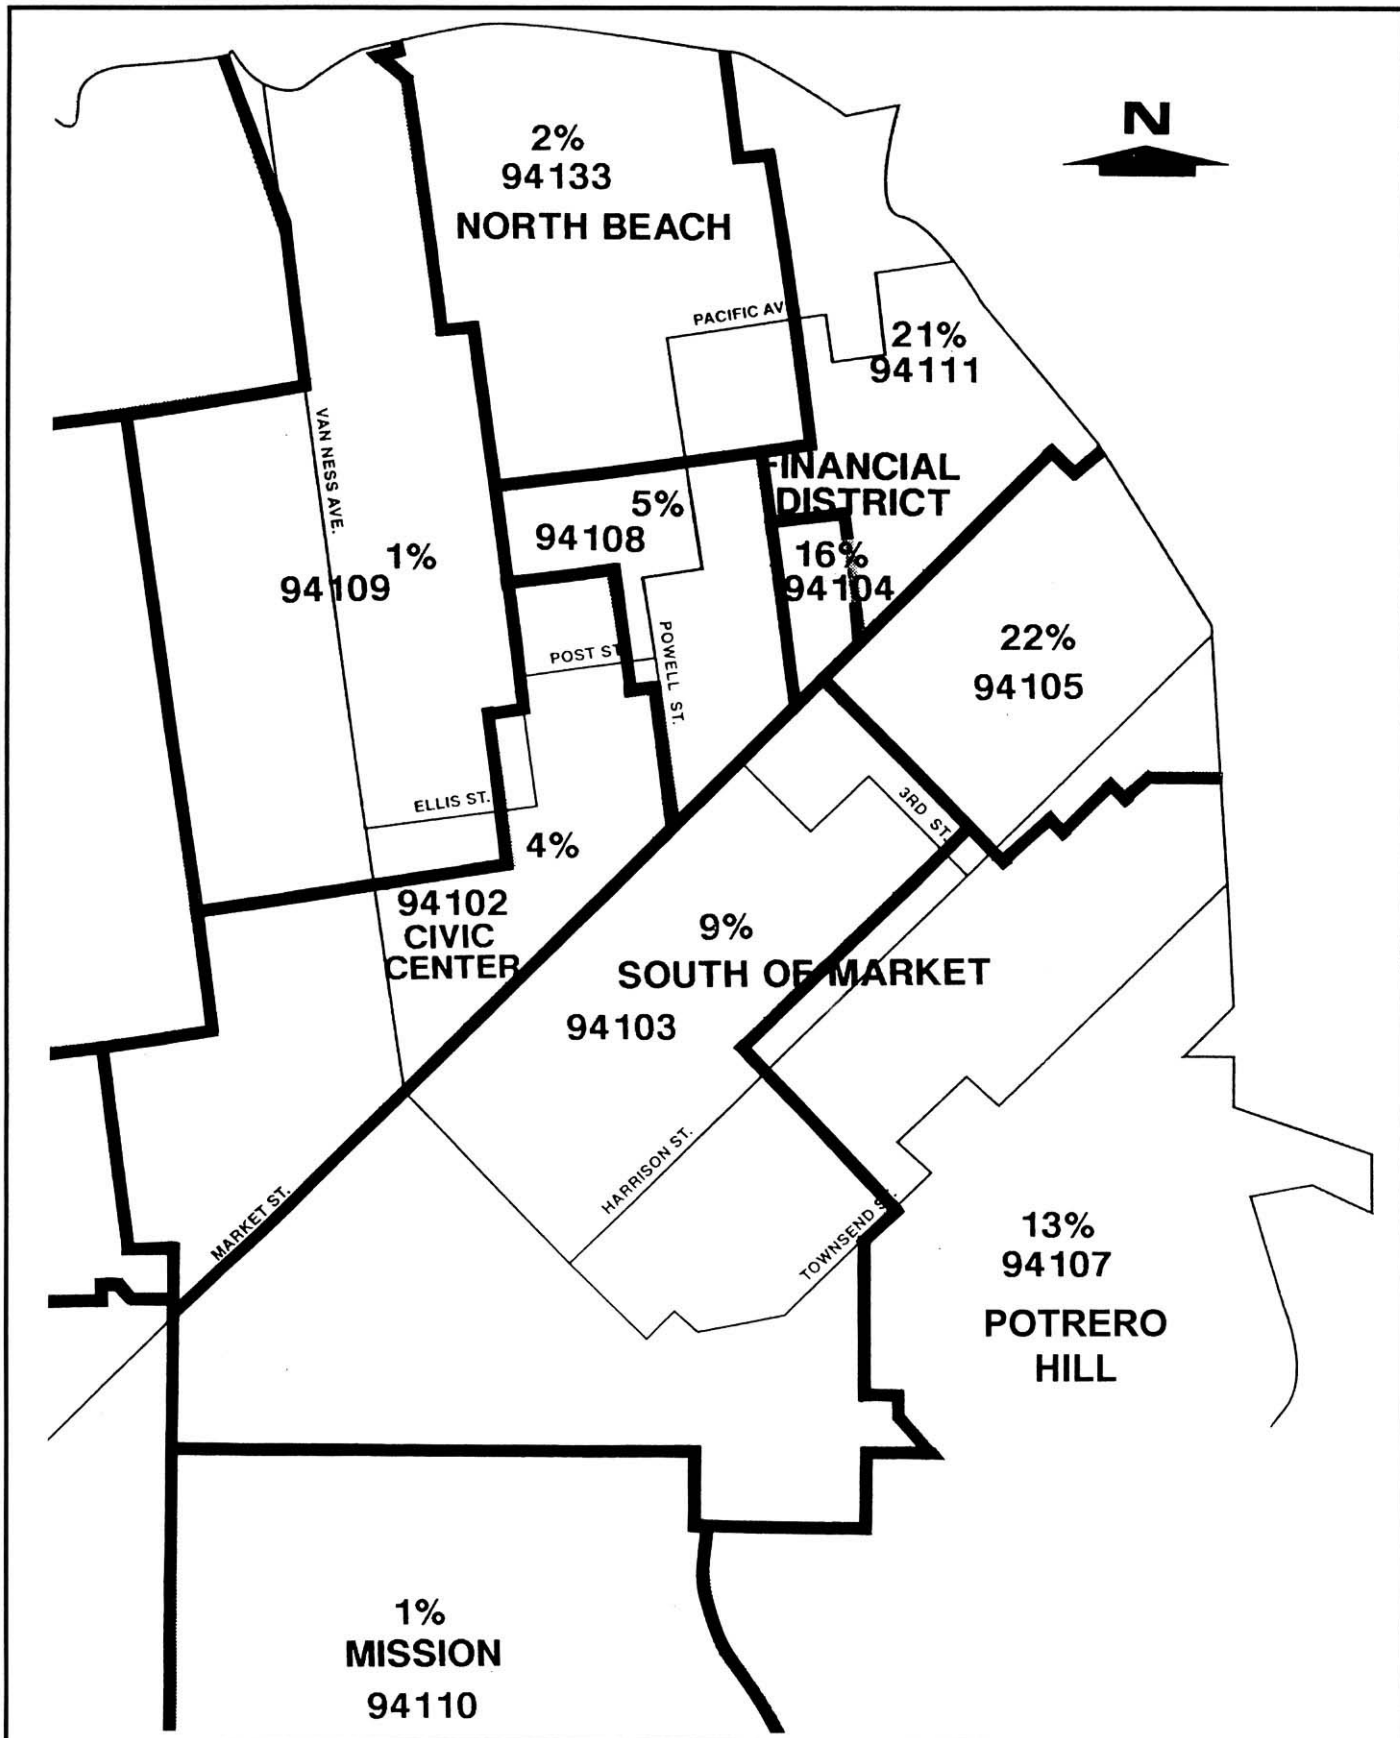 N
2%
94133
NORTH BEACH
PACIFIC AV
21%
94111
VAN NESS AVE.
FINANCIAL
DISTRICT
5%
94108
16%
94104
1%
94109
22%
94105
POST ST
POWELL ST.
ELLIS ST.
3RD ST.
4%
94102
CIVIC
CENTER
9%
SOUTH OF MARKET
94103
HARRISON ST.
MARKET ST.
TOWNSEND ST.
13%
94107
POTRERO
HILL
1%
MISSION
94110